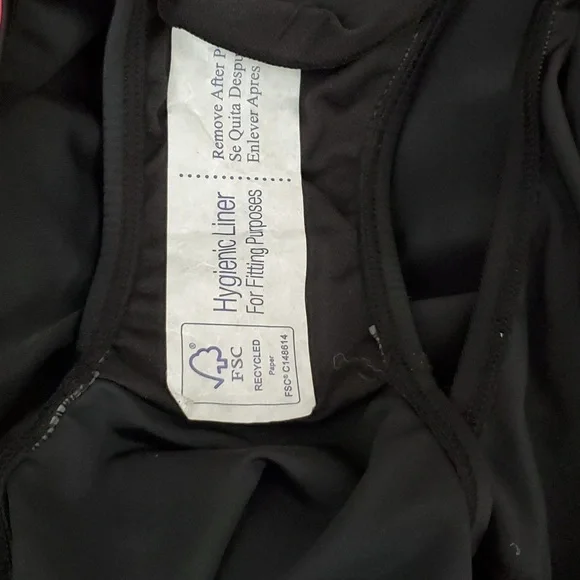 Remove After
Se Quita
Enlever Apres
Hygienic Liner
For Fitting Purposes
®
FSC
RECYCLED
Paper
FSC® C148614